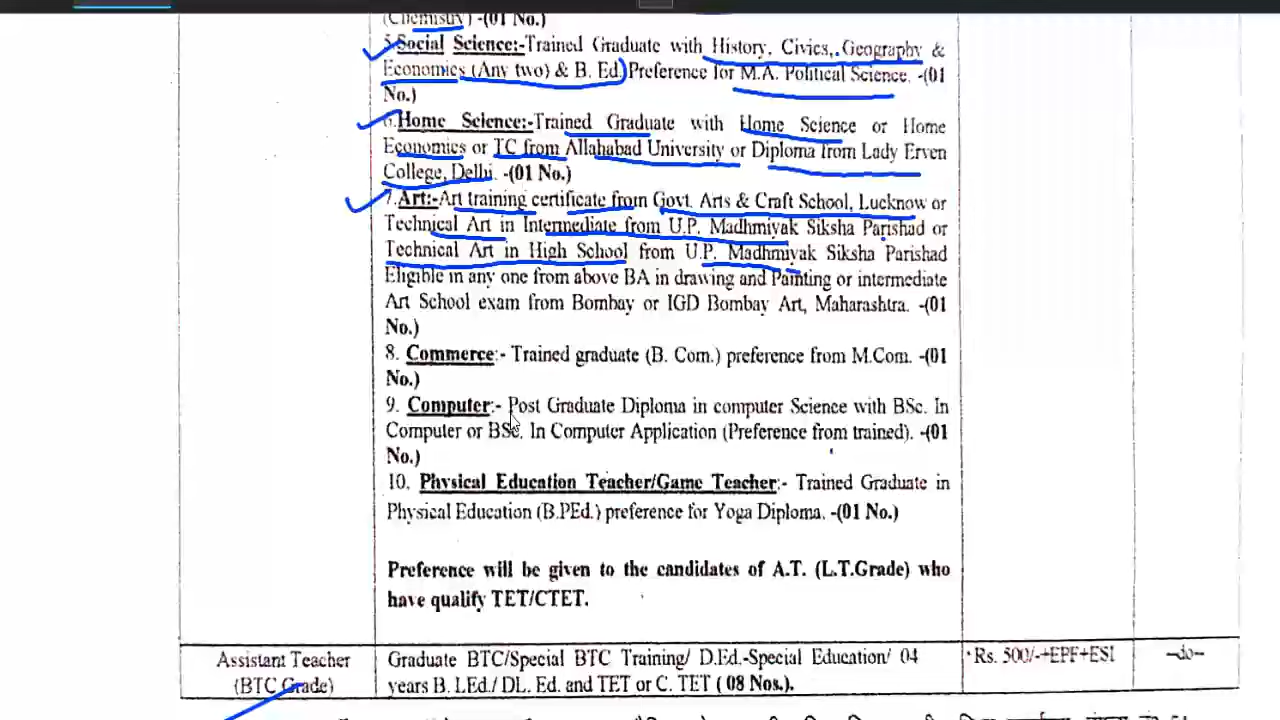 (Chemistry) -(01 No.)
5.Social Science:-Trained Graduate with History, Civics, Geography &
Economics (Any two) & B. Ed. Preference for M.A. Political Science. -(01
No.)
6.Home Science:-Trained Graduate with Home Science or Home
Economics or TC from Allahabad University or Diploma from Lady Erven
College, Delhi. -(01 No.)
7.Art:-Art training certificate from Govt. Arts & Craft School, Lucknow or
Technical Art in Intermediate from U.P. Madhmiyak Siksha Parishad or
Technical Art in High School from U.P. Madhmiyak Siksha Parishad
Eligible in any one from above BA in drawing and Painting or intermediate
Art School exam from Bombay or IGD Bombay Art, Maharashtra. -(01
No.)
8. Commerce:- Trained graduate (B. Com.) preference from M.Com. -(01
No.)
9. Computer:- Post Graduate Diploma in computer Science with BSc. In
Computer or BSc. In Computer Application (Preference from trained). -(01
No.)
10. Physical Education Teacher/Game Teacher:- Trained Graduate in
Physical Education (B.PEd.) preference for Yoga Diploma. -(01 No.)
Preference will be given to the candidates of A.T. (L.T.Grade) who
have qualify TET/CTET.
Assistant Teacher
(BTC Grade)
Graduate BTC/Special BTC Training/ D.Ed.-Special Education/ 04
years B. LEd./ DL. Ed. and TET or C. TET ( 08 Nos.).
Rs. 500/-+EPF+ESI
--do--